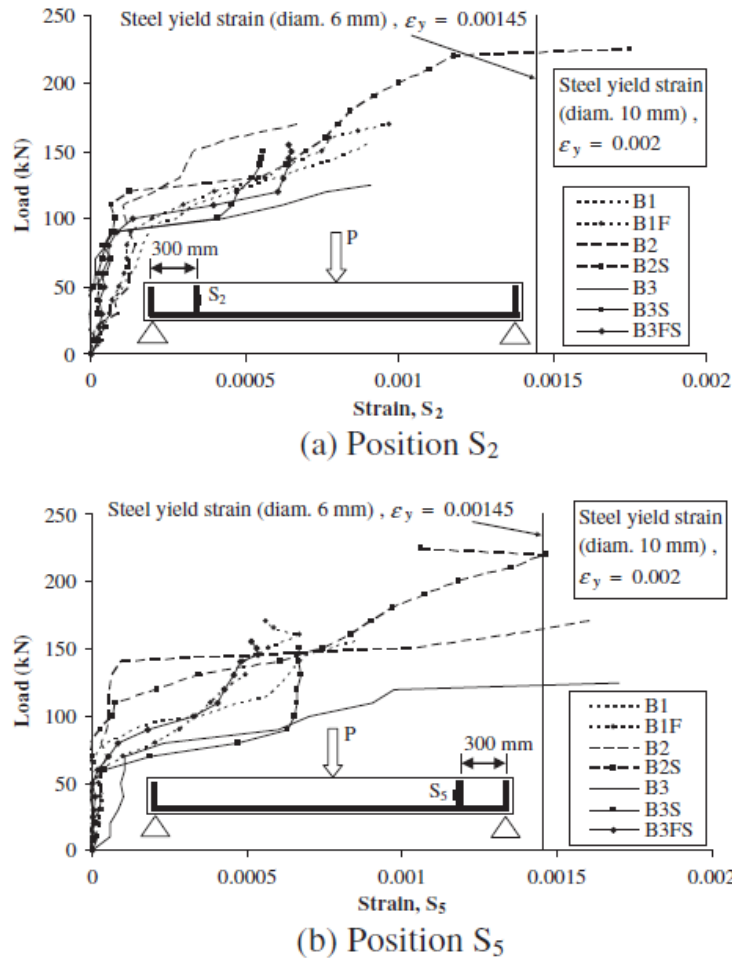 Steel yield strain (diam. 6 mm) , εy = 0.00145
Steel yield strain
(diam. 10 mm) ,
εy = 0.002
250
200
150
100
50
0
Load (kN)
300 mm
P
S2
B1
B1F
B2
B2S
B3
B3S
B3FS
0
0.0005
0.001
0.0015
0.002
Strain, S2
(a) Position S2
Steel yield strain (diam. 6 mm) , εy = 0.00145
Steel yield strain
(diam. 10 mm) ,
εy = 0.002
250
200
150
100
50
0
Load (kN)
P
300 mm
S5
B1
B1F
B2
B2S
B3
B3S
B3FS
0
0.0005
0.001
0.0015
0.002
Strain, S5
(b) Position S5